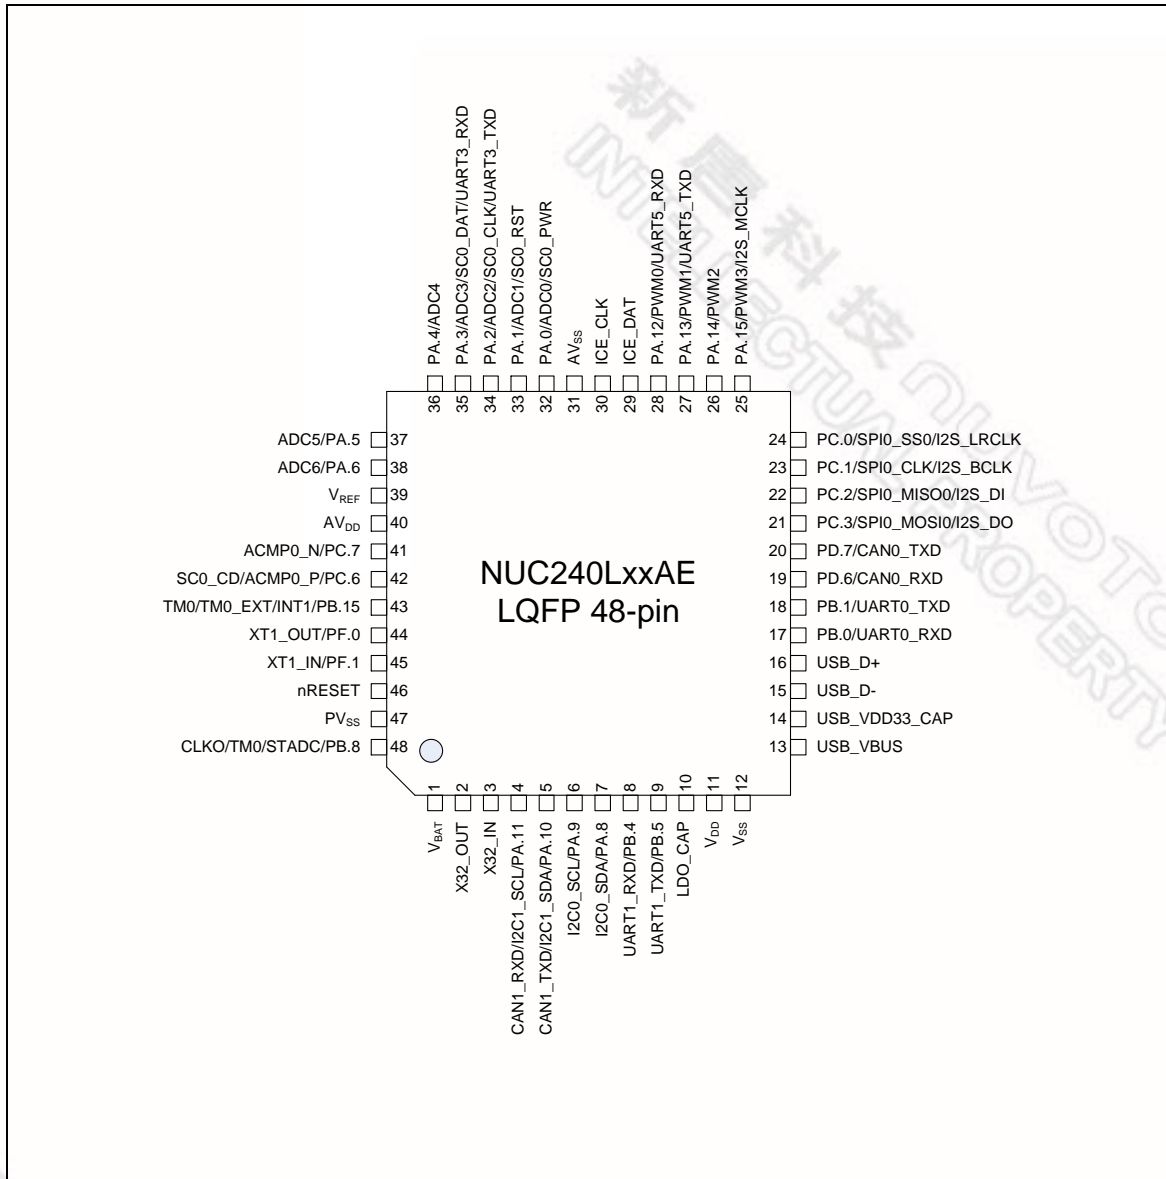 新唐科技 NUVOTON
INTELLECTUAL PROPERTY
PA.4/ADC4
PA.3/ADC3/SC0_DAT/UART3_RXD
PA.2/ADC2/SC0_CLK/UART3_TXD
PA.1/ADC1/SC0_RST
PA.0/ADC0/SC0_PWR
AVSS
ICE_CLK
ICE_DAT
PA.12/PWM0/UART5_RXD
PA.13/PWM1/UART5_TXD
PA.14/PWM2
PA.15/PWM3/I2S_MCLK
36
35
34
33
32
31
30
29
28
27
26
25
ADC5/PA.5 37
ADC6/PA.6 38
VREF 39
AVDD 40
ACMP0_N/PC.7 41
SC0_CD/ACMP0_P/PC.6 42
TM0/TM0_EXT/INT1/PB.15 43
XT1_OUT/PF.0 44
XT1_IN/PF.1 45
nRESET 46
PVSS 47
CLKO/TM0/STADC/PB.8 48
NUC240LxxAE
LQFP 48-pin
24 PC.0/SPI0_SS0/I2S_LRCLK
23 PC.1/SPI0_CLK/I2S_BCLK
22 PC.2/SPI0_MISO0/I2S_DI
21 PC.3/SPI0_MOSI0/I2S_DO
20 PD.7/CAN0_TXD
19 PD.6/CAN0_RXD
18 PB.1/UART0_TXD
17 PB.0/UART0_RXD
16 USB_D+
15 USB_D-
14 USB_VDD33_CAP
13 USB_VBUS
1
2
3
4
5
6
7
8
9
10
11
12
VBAT
X32_OUT
X32_IN
CAN1_RXD/I2C1_SCL/PA.11
CAN1_TXD/I2C1_SDA/PA.10
I2C0_SCL/PA.9
I2C0_SDA/PA.8
UART1_RXD/PB.4
UART1_TXD/PB.5
LDO_CAP
VDD
VSS